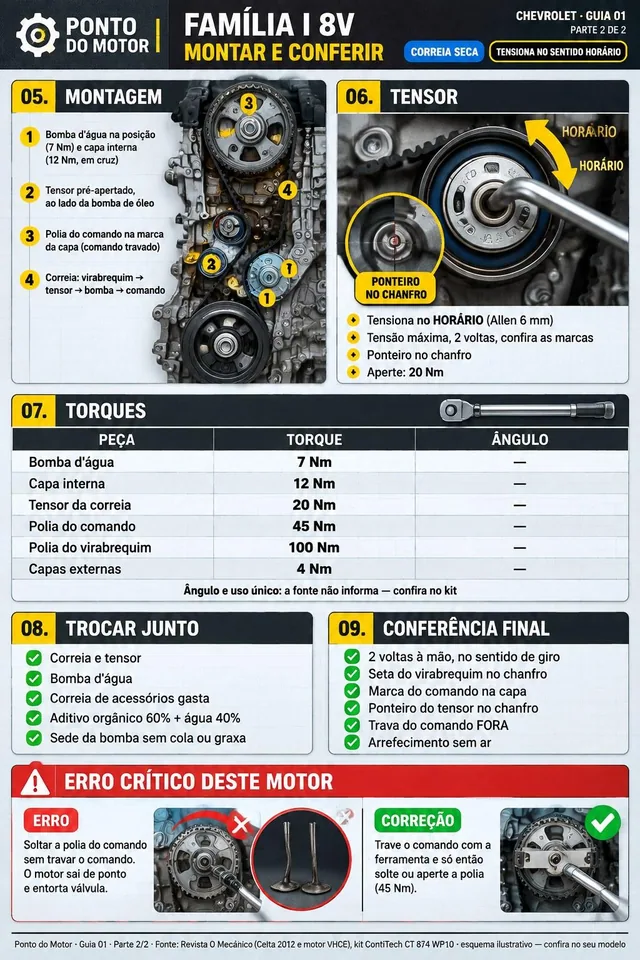 PONTO
DO MOTOR
FAMÍLIA I 8V
MONTAR E CONFERIR
CHEVROLET · GUIA 01
PARTE 2 DE 2
CORREIA SECA
TENSIONA NO SENTIDO HORÁRIO
05. MONTAGEM
1 Bomba d'água na posição
(7 Nm) e capa interna
(12 Nm, em cruz)
2 Tensor pré-apertado,
ao lado da bomba de óleo
3 Polia do comando na marca
da capa (comando travado)
4 Correia: virabrequim →
tensor → bomba → comando
3
4
2
1
1
06. TENSOR
HORÁRIO
HORÁRIO
PONTEIRO
NO CHANFRO
Tensiona no HORÁRIO (Allen 6 mm)
Tensão máxima, 2 voltas, confira as marcas
Ponteiro no chanfro
Aperte: 20 Nm
07. TORQUES
PEÇA TORQUE ÂNGULO
Bomba d'água 7 Nm —
Capa interna 12 Nm —
Tensor da correia 20 Nm —
Polia do comando 45 Nm —
Polia do virabrequim 100 Nm —
Capas externas 4 Nm —
Ângulo e uso único: a fonte não informa — confira no kit
08. TROCAR JUNTO
Correia e tensor
Bomba d'água
Correia de acessórios gasta
Aditivo orgânico 60% + água 40%
Sede da bomba sem cola ou graxa
09. CONFERÊNCIA FINAL
2 voltas à mão, no sentido de giro
Seta do virabrequim no chanfro
Marca do comando na capa
Ponteiro do tensor no chanfro
Trava do comando FORA
Arrefecimento sem ar
ERRO CRÍTICO DESTE MOTOR
ERRO
Soltar a polia do comando
sem travar o comando.
O motor sai de ponto
e entorta válvula.
CORREÇÃO
Trave o comando com a
ferramenta e só então
solte ou aperte a polia
(45 Nm).
Ponto do Motor · Guia 01 · Parte 2/2 · Fonte: Revista O Mecânico (Celta 2012 e motor VHCE), kit ContiTech CT 874 WP10 · esquema ilustrativo — confira no seu modelo